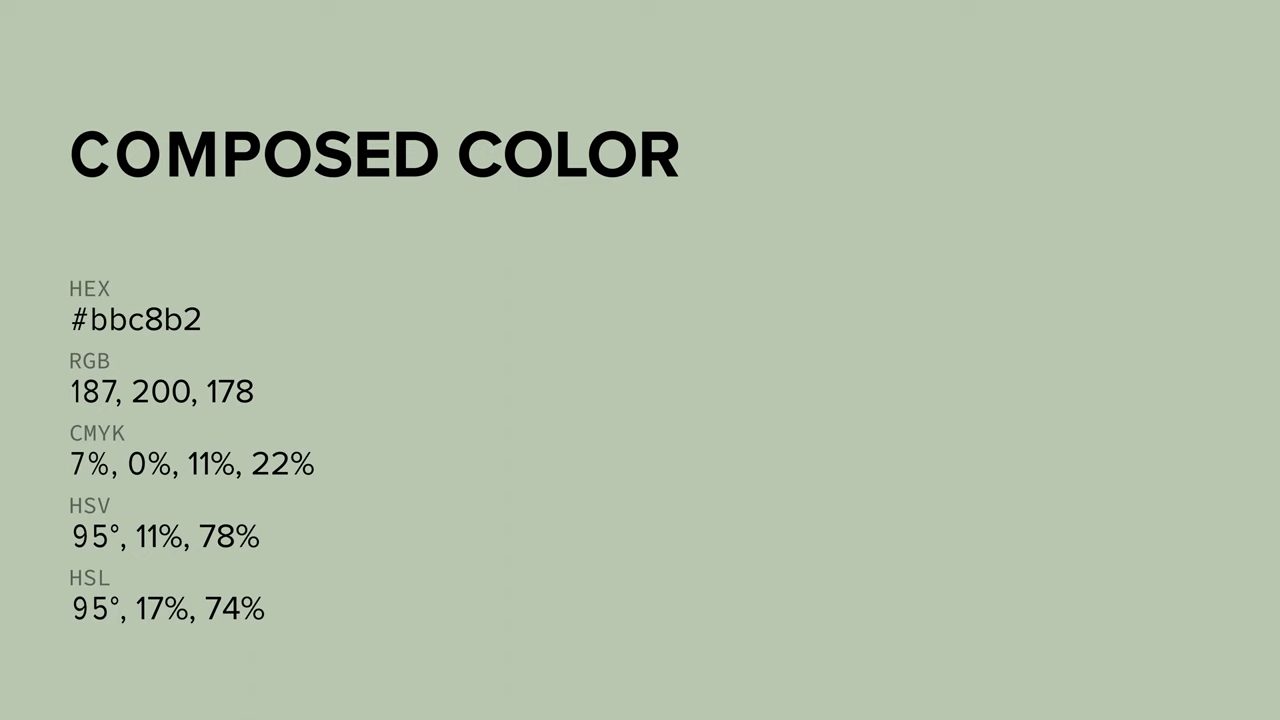 COMPOSED COLOR
HEX
#bbc8b2
RGB
187, 200, 178
CMYK
7%, 0%, 11%, 22%
HSV
95°, 11%, 78%
HSL
95°, 17%, 74%